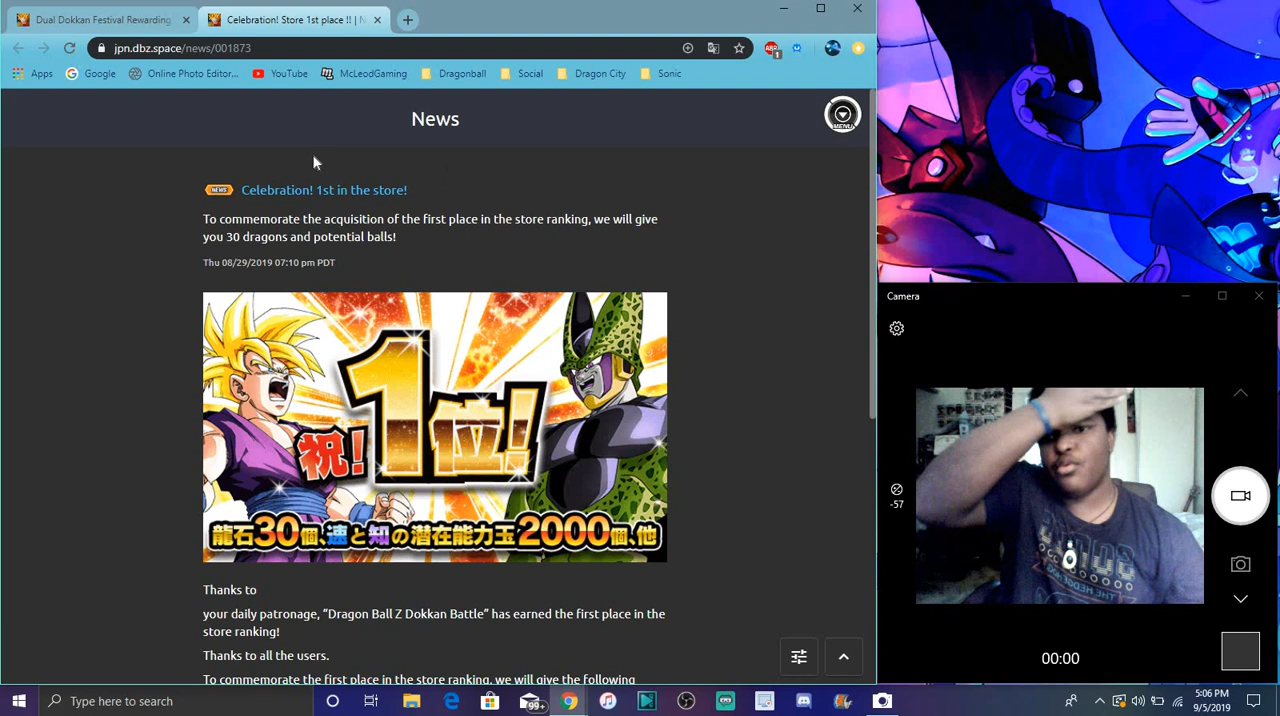 Dual Dokkan Festival Rewarding
Celebration! Store 1st place !! | N
jpn.dbz.space/news/001873
ABP
1
Apps
Google
Online Photo Editor...
YouTube
McLeodGaming
Dragonball
Social
Dragon City
Sonic
News
MENU
NEWS
Celebration! 1st in the store!
To commemorate the acquisition of the first place in the store ranking, we will give
you 30 dragons and potential balls!
Thu 08/29/2019 07:10 pm PDT
祝!
1位!
龍石30個、速と知の潜在能力玉2000個、他
Thanks to
your daily patronage, “Dragon Ball Z Dokkan Battle” has earned the first place in the
store ranking!
Thanks to all the users.
To commemorate the first place in the store ranking, we will give the following
Camera
-57
00:00
Type here to search
99+
5:06 PM
9/5/2019